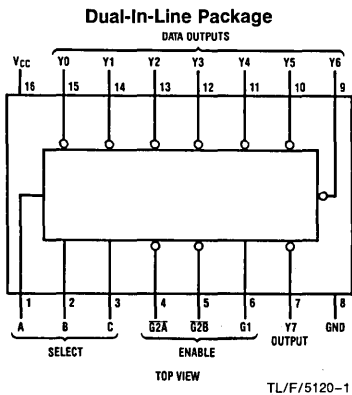 Dual-In-Line Package
DATA OUTPUTS
VCC Y0 Y1 Y2 Y3 Y4 Y5 Y6
16 15 14 13 12 11 10 9
1 2 3 4 5 6 7 8
A B C G2A G2B G1 Y7 GND
OUTPUT
SELECT ENABLE
TOP VIEW
TL/F/5120-1